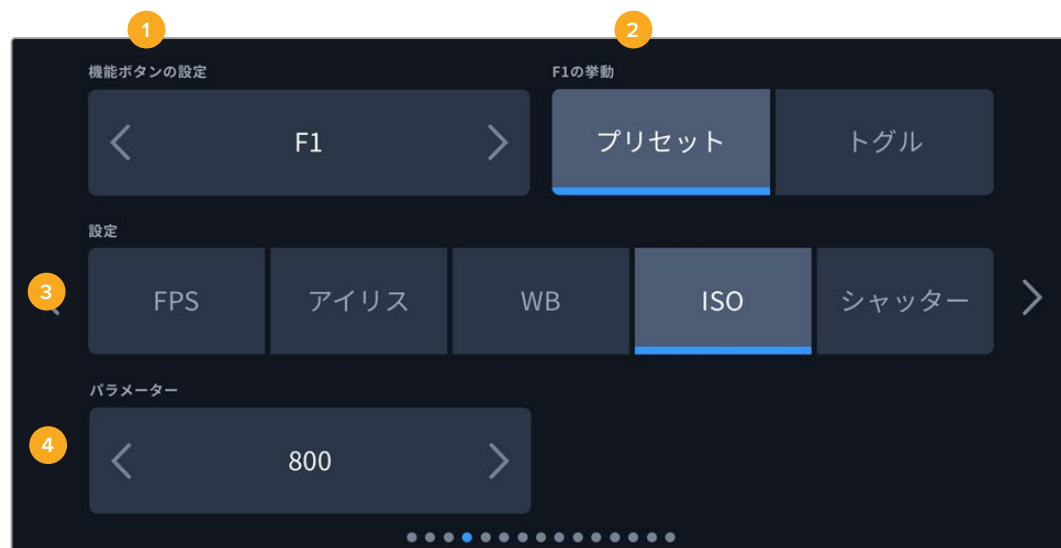 1
2
機能ボタンの設定
F1の挙動
F1
プリセット
トグル
設定
3
FPS
アイリス
WB
ISO
シャッター
パラメーター
4
800